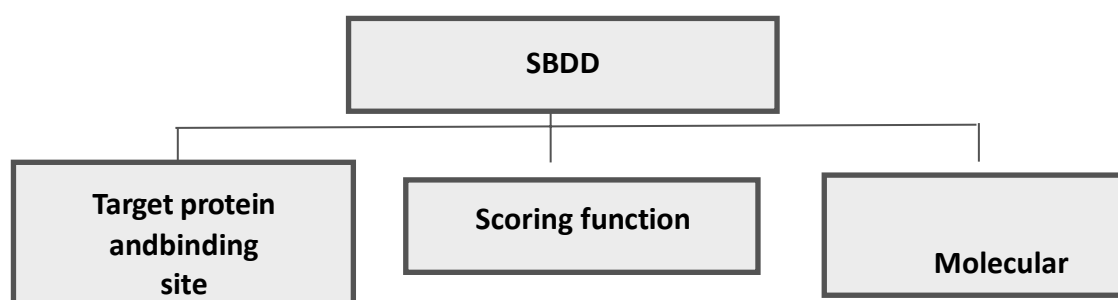 SBDD
Target protein
andbinding
site
Scoring function
Molecular